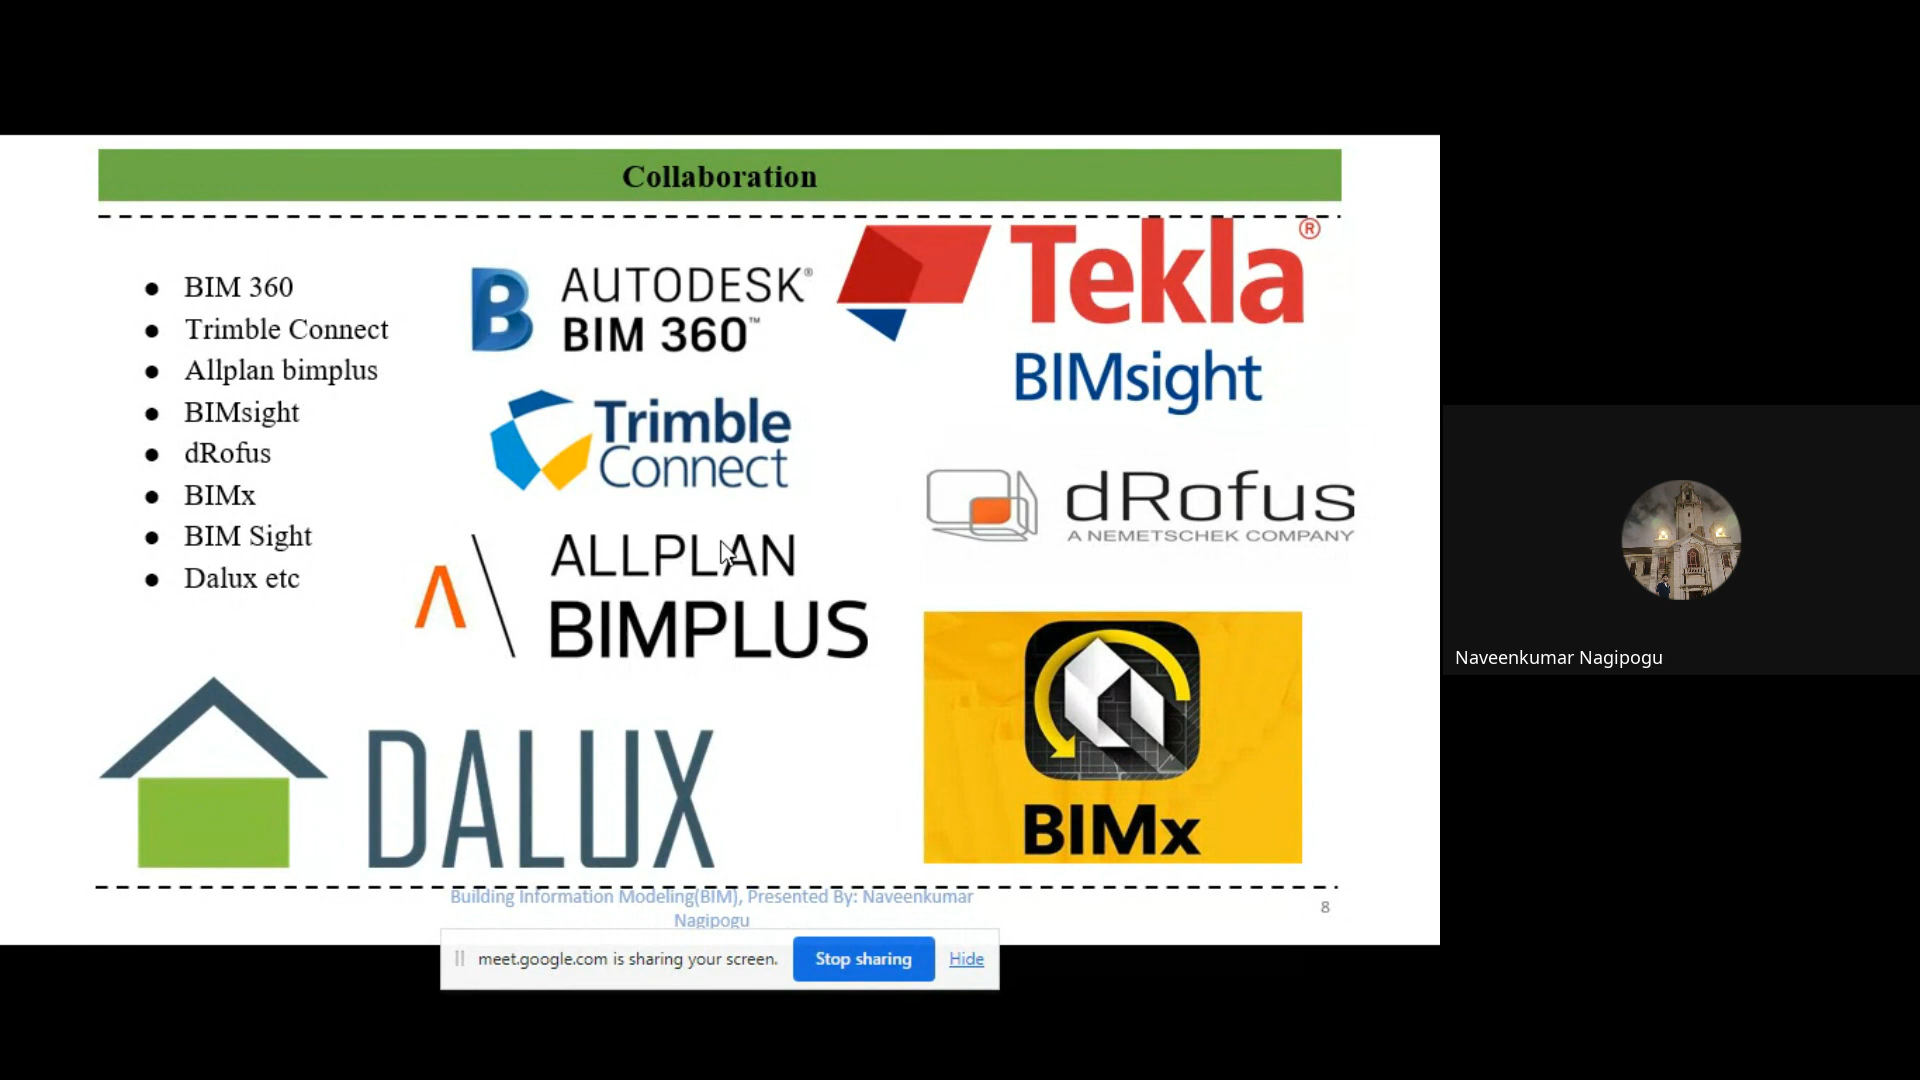 Collaboration
● BIM 360
● Trimble Connect
● Allplan bimplus
● BIMsight
● dRofus
● BIMx
● BIM Sight
● Dalux etc
AUTODESK®
BIM 360™
Tekla®
BIMsight
Trimble
Connect
dRofus
A NEMETSCHEK COMPANY
ALLPLAN
BIMPLUS
DALUX
BIMx
Building Information Modeling(BIM), Presented By: Naveenkumar
Nagipogu
8
meet.google.com is sharing your screen.
Stop sharing
Hide
Naveenkumar Nagipogu